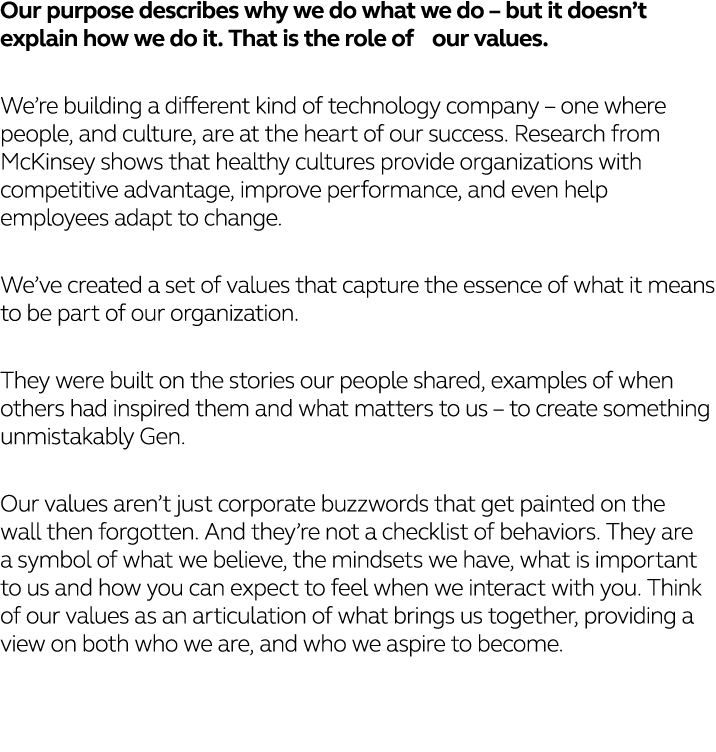 Our purpose describes why we do what we do – but it doesn’t
explain how we do it. That is the role of our values.
We’re building a different kind of technology company – one where
people, and culture, are at the heart of our success. Research from
McKinsey shows that healthy cultures provide organizations with
competitive advantage, improve performance, and even help
employees adapt to change.
We’ve created a set of values that capture the essence of what it means
to be part of our organization.
They were built on the stories our people shared, examples of when
others had inspired them and what matters to us – to create something
unmistakably Gen.
Our values aren’t just corporate buzzwords that get painted on the
wall then forgotten. And they’re not a checklist of behaviors. They are
a symbol of what we believe, the mindsets we have, what is important
to us and how you can expect to feel when we interact with you. Think
of our values as an articulation of what brings us together, providing a
view on both who we are, and who we aspire to become.